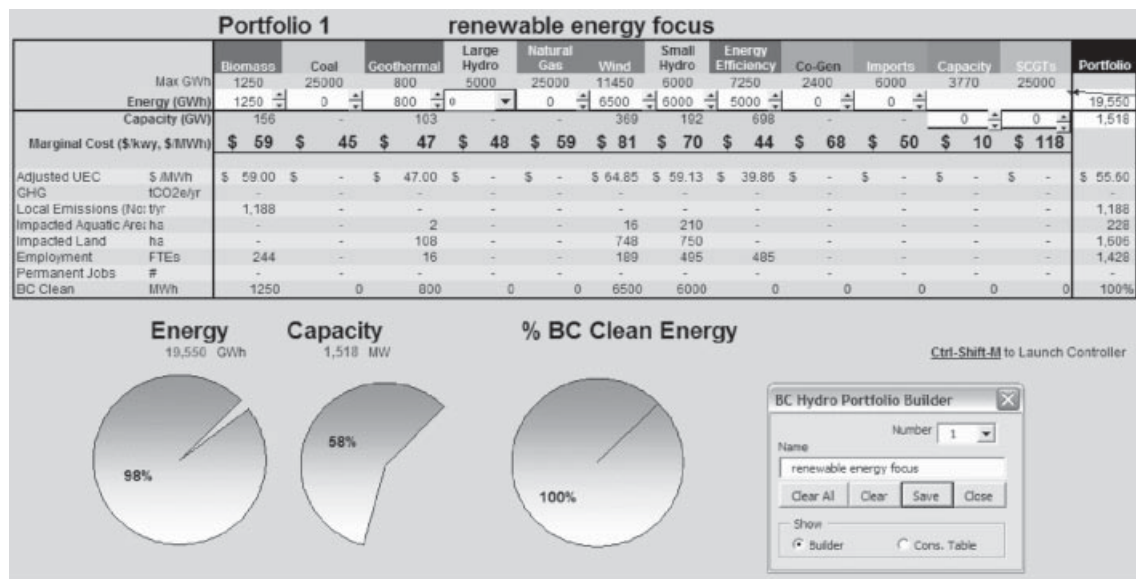 Portfolio 1 renewable energy focus
Biomass Coal Geothermal Large Hydro Natural Gas Wind Small Hydro Energy Efficiency Co-Gen Imports Capacity SCGTs Portfolio
Max GWh 1250 25000 800 5000 25000 11450 6000 7250 2400 6000 3770 25000
Energy (GWh) 1250 0 800 0 0 6500 6000 5000 0 0 19,550
Capacity (GW) 156 - 103 - - 369 192 698 - - 0 0 1,518
Marginal Cost ($/kwy, $/MWh) $ 59 $ 45 $ 47 $ 48 $ 59 $ 81 $ 70 $ 44 $ 68 $ 50 $ 10 $ 118
Adjusted UEC $ /MWh $ 59.00 $ - $ 47.00 $ - $ - $ 64.85 $ 59.13 $ 39.86 $ - $ - $ - $ - $ 55.60
GHG tCO2e/yr - - - - - - - - - - - - -
Local Emissions (No: t/yr 1,188 - - - - - - - - - - - 1,188
Impacted Aquatic Area ha - - 2 - - 16 210 - - - - - 228
Impacted Land ha - - 108 - - 748 750 - - - - - 1,606
Employment FTEs 244 - 16 - - 189 495 485 - - - - 1,428
Permanent Jobs # - - - - - - - - - - - - -
BC Clean MWh 1250 0 800 0 0 6500 6000 0 0 0 0 0 100%
Energy Capacity % BC Clean Energy
19,550 GWh 1,518 MW
Ctrl-Shift-M to Launch Controller
98%
58%
100%
BC Hydro Portfolio Builder
Number 1
Name
renewable energy focus
Clear All Clear Save Close
Show
Builder Cons. Table